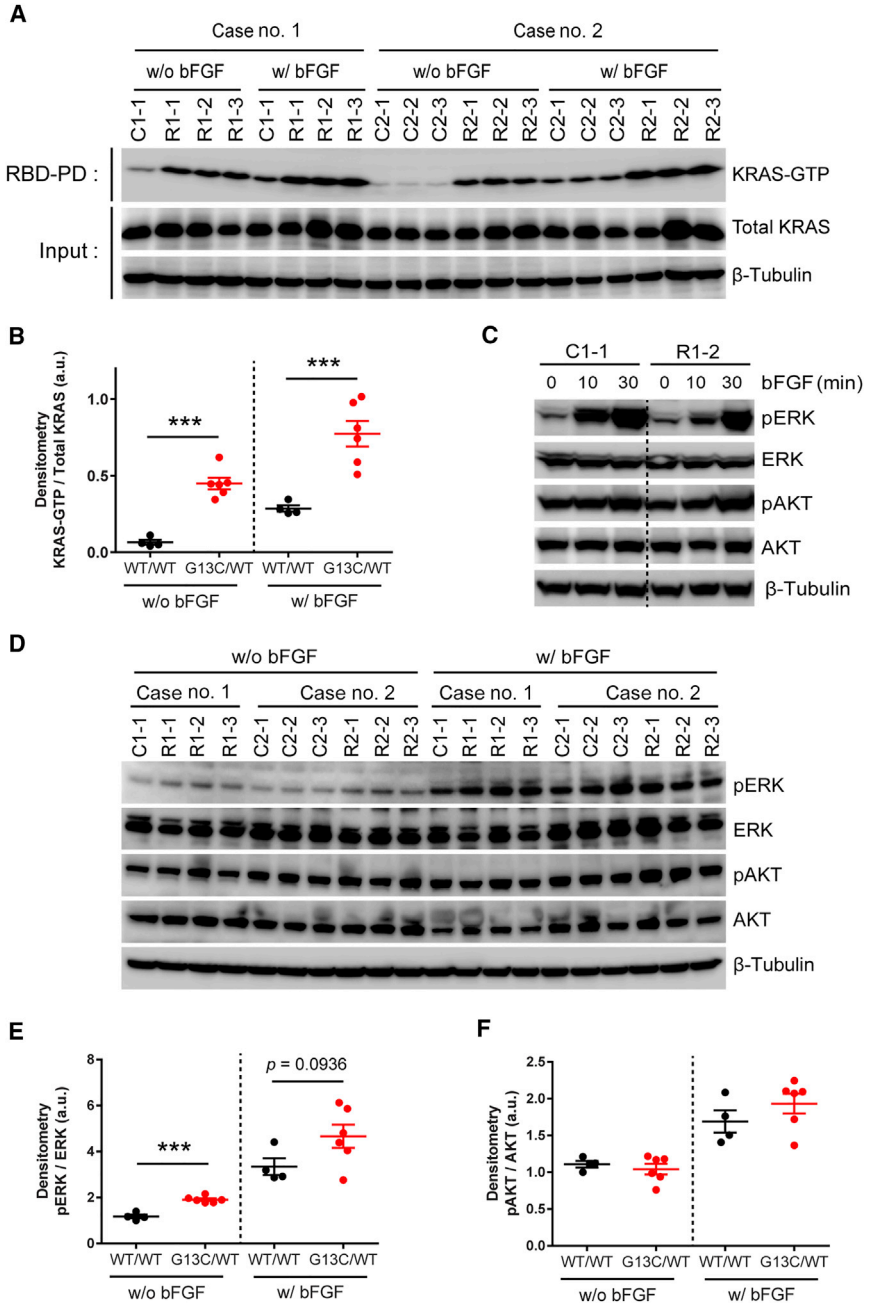 A
Case no. 1 Case no. 2
w/o bFGF w/ bFGF w/o bFGF w/ bFGF
C1-1 R1-1 R1-2 R1-3 C1-1 R1-1 R1-2 R1-3 C2-1 C2-2 C2-3 R2-1 R2-2 R2-3 C2-1 C2-2 C2-3 R2-1 R2-2 R2-3
RBD-PD : KRAS-GTP
Total KRAS
Input :
β-Tubulin
B
Densitometry
KRAS-GTP / Total KRAS (a.u.)
1.0
0.5
0.0
*** ***
WT/WT G13C/WT WT/WT G13C/WT
w/o bFGF w/ bFGF
C
C1-1 R1-2
0 10 30 0 10 30 bFGF (min)
pERK
ERK
pAKT
AKT
β-Tubulin
D
w/o bFGF w/ bFGF
Case no. 1 Case no. 2 Case no. 1 Case no. 2
C1-1 R1-1 R1-2 R1-3 C2-1 C2-2 C2-3 R2-1 R2-2 R2-3 C1-1 R1-1 R1-2 R1-3 C2-1 C2-2 C2-3 R2-1 R2-2 R2-3
pERK
ERK
pAKT
AKT
β-Tubulin
E
Densitometry
pERK / ERK (a.u.)
8
6
4
2
0
***
p = 0.0936
WT/WT G13C/WT WT/WT G13C/WT
w/o bFGF w/ bFGF
F
Densitometry
pAKT / AKT (a.u.)
2.5
2.0
1.5
1.0
0.5
0.0
WT/WT G13C/WT WT/WT G13C/WT
w/o bFGF w/ bFGF